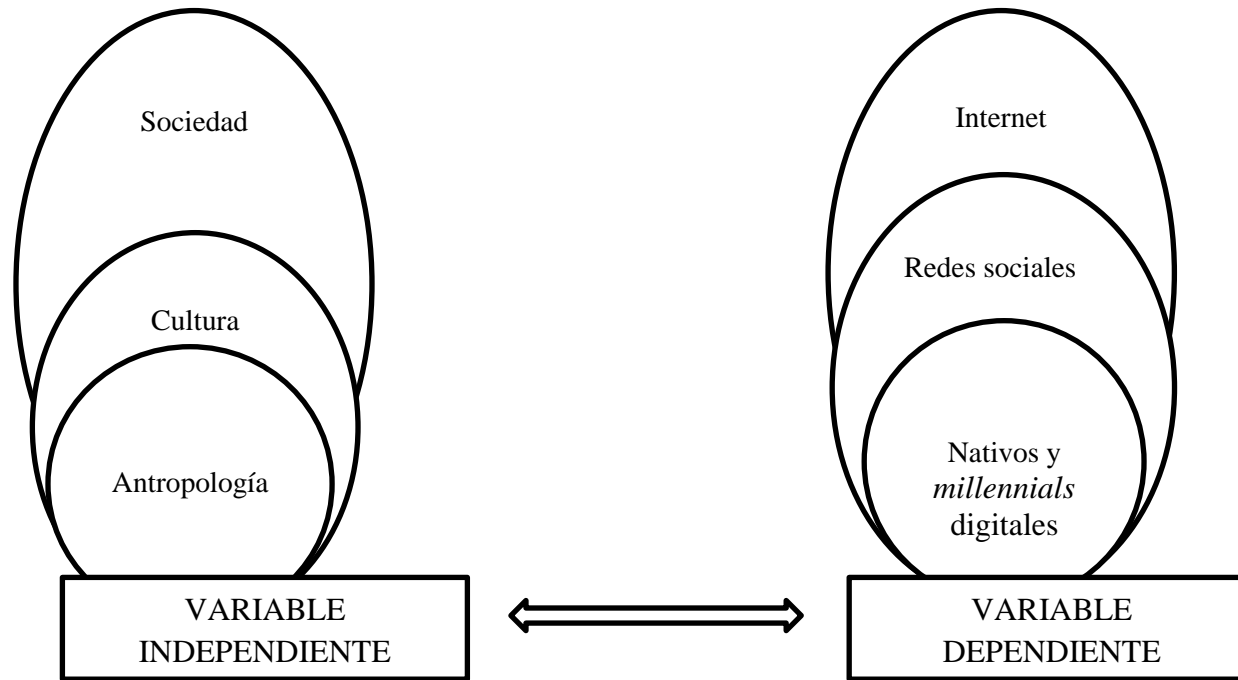 Sociedad
Cultura
Antropología
VARIABLE
INDEPENDIENTE
Internet
Redes sociales
Nativos y
millennials
digitales
VARIABLE
DEPENDIENTE